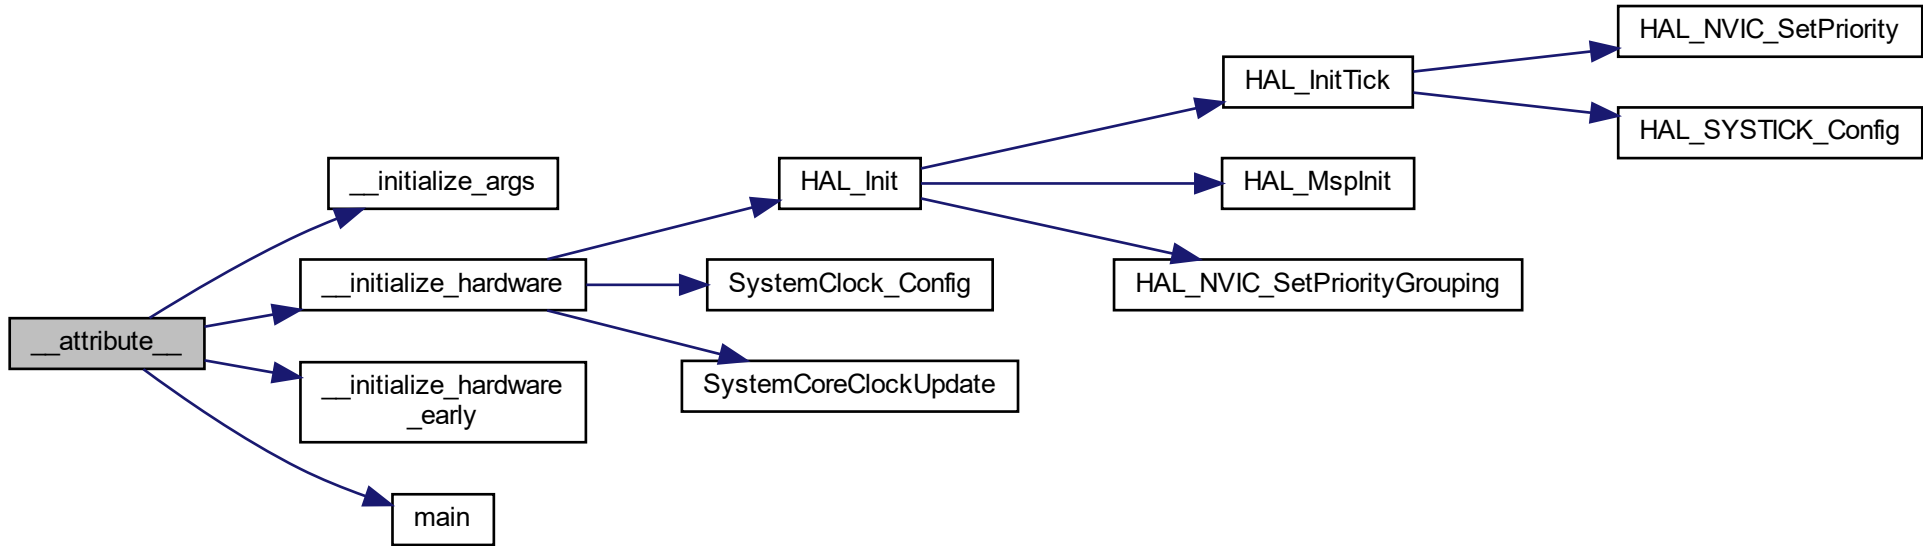 __attribute__
__initialize_args
__initialize_hardware
__initialize_hardware
_early
main
HAL_Init
SystemClock_Config
SystemCoreClockUpdate
HAL_InitTick
HAL_MspInit
HAL_NVIC_SetPriorityGrouping
HAL_NVIC_SetPriority
HAL_SYSTICK_Config